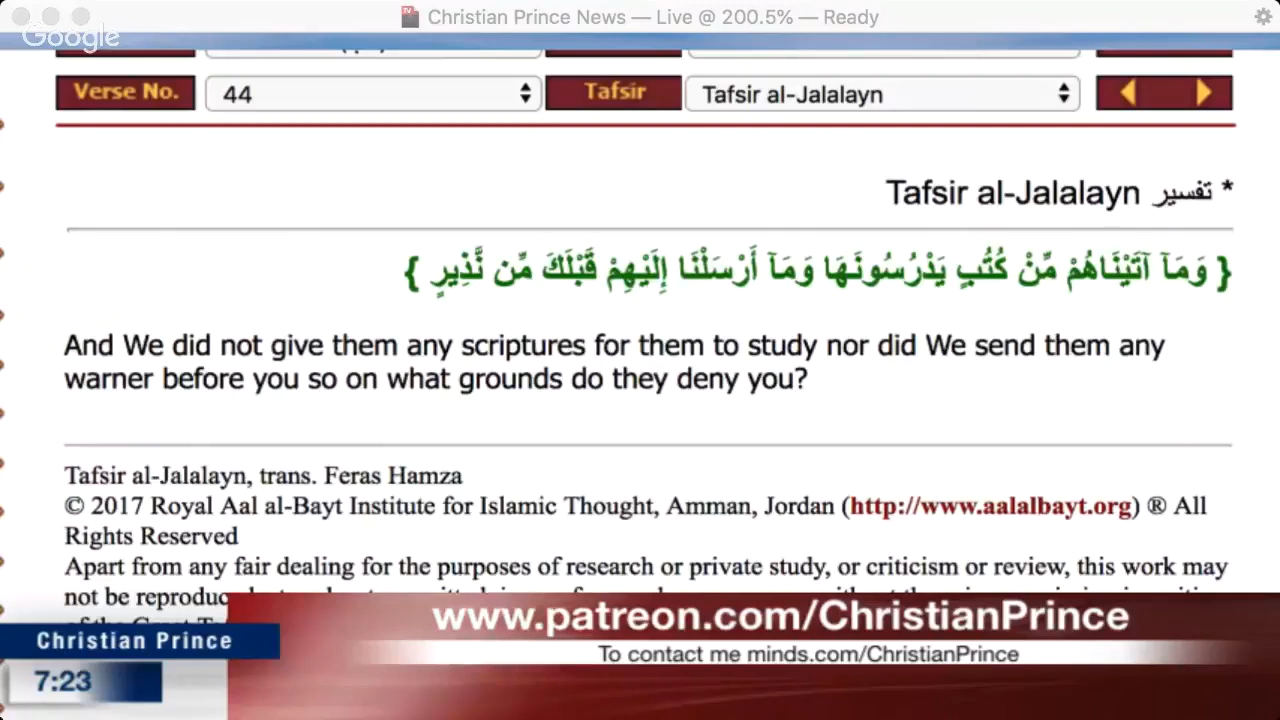 Christian Prince News — Live @ 200.5% — Ready
Google
Verse No.
44
Tafsir
Tafsir al-Jalalayn
* تفسير Tafsir al-Jalalayn
{ وَمَآ آتَيْنَاهُمْ مِّنْ كُتُبٍ يَدْرُسُونَهَا وَمَآ أَرْسَلْنَا إِلَيْهِمْ قَبْلَكَ مِّن نَّذِيرٍ }
And We did not give them any scriptures for them to study nor did We send them any
warner before you so on what grounds do they deny you?
Tafsir al-Jalalayn, trans. Feras Hamza
© 2017 Royal Aal al-Bayt Institute for Islamic Thought, Amman, Jordan (http://www.aalalbayt.org) ® All
Rights Reserved
Apart from any fair dealing for the purposes of research or private study, or criticism or review, this work may
not be
www.patreon.com/ChristianPrince
Christian Prince
To contact me minds.com/ChristianPrince
7:23